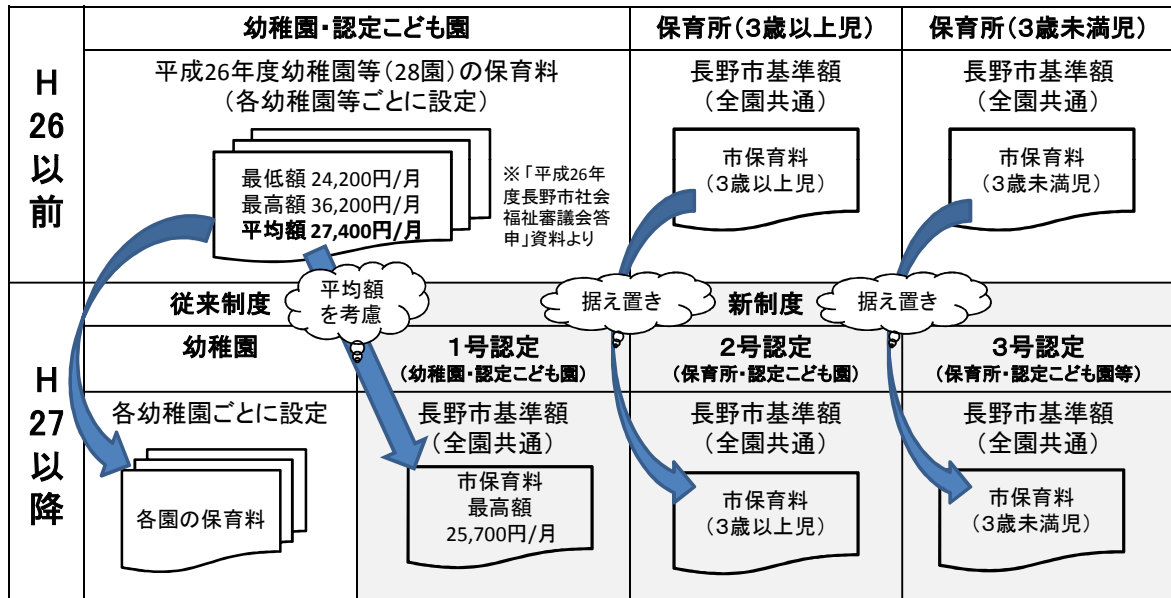 幼稚園・認定こども園
保育所(3歳以上児)
保育所(3歳未満児)
H
26
以
前
平成26年度幼稚園等(28園)の保育料
(各幼稚園等ごとに設定)
最低額 24,200円/月
最高額 36,200円/月
平均額 27,400円/月
※「平成26年
度長野市社会
福祉審議会答
申」資料より
長野市基準額
(全園共通)
市保育料
(3歳以上児)
長野市基準額
(全園共通)
市保育料
(3歳未満児)
平均額
を考慮
据え置き
据え置き
H
27
以
降
従来制度
新制度
幼稚園
1号認定
(幼稚園・認定こども園)
2号認定
(保育所・認定こども園)
3号認定
(保育所・認定こども園等)
各幼稚園ごとに設定
各園の保育料
長野市基準額
(全園共通)
市保育料
最高額
25,700円/月
長野市基準額
(全園共通)
市保育料
(3歳以上児)
長野市基準額
(全園共通)
市保育料
(3歳未満児)